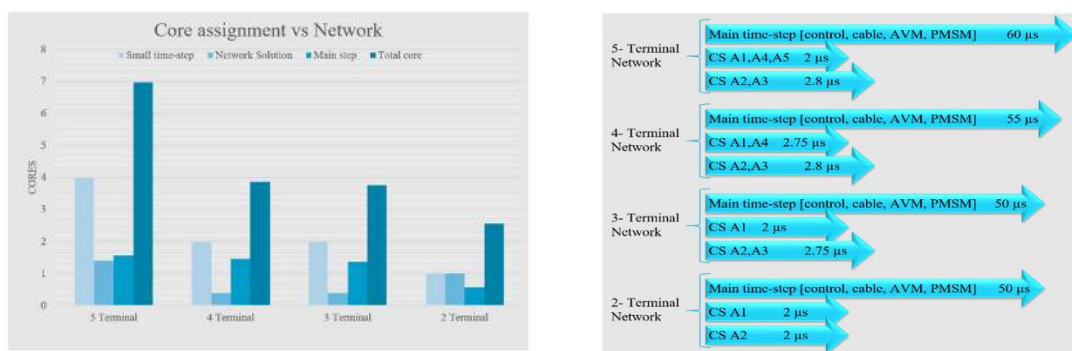 Core assignment vs Network
Small time-step Network Solution Main step Total core
8
7
6
5
4
3
2
1
0
CORES
5 Terminal 4 Terminal 3 Terminal 2 Terminal
5- Terminal
Network
Main time-step [control, cable, AVM, PMSM] 60 µs
CS A1,A4,A5 2 µs
CS A2,A3 2.8 µs
4- Terminal
Network
Main time-step [control, cable, AVM, PMSM] 55 µs
CS A1,A4 2.75 µs
CS A2,A3 2.8 µs
3- Terminal
Network
Main time-step [control, cable, AVM, PMSM] 50 µs
CS A1 2 µs
CS A2,A3 2.75 µs
2- Terminal
Network
Main time-step [control, cable, AVM, PMSM] 50 µs
CS A1 2 µs
CS A2 2 µs